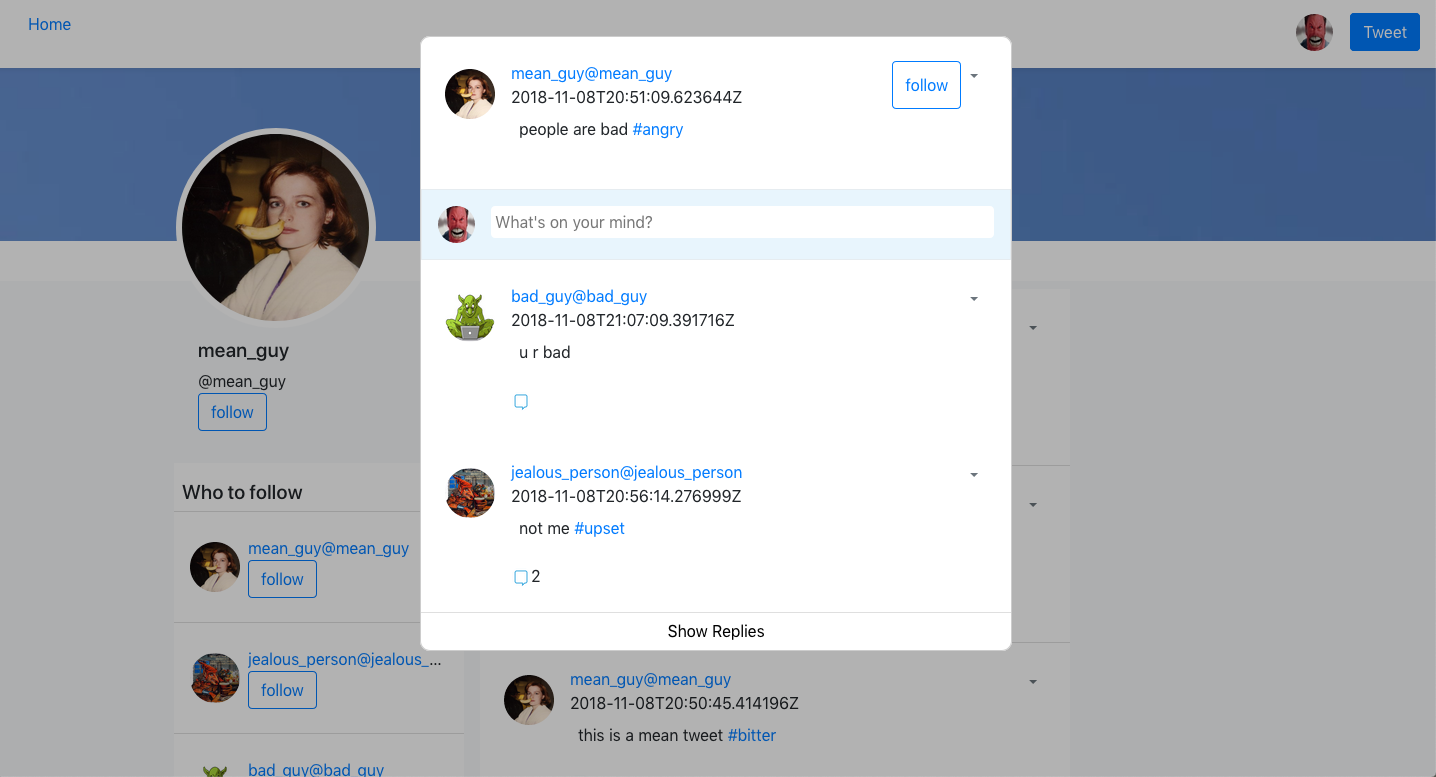 Home
Tweet
mean_guy@mean_guy
2018-11-08T20:51:09.623644Z
follow
people are bad #angry
What's on your mind?
bad_guy@bad_guy
2018-11-08T21:07:09.391716Z
u r bad
jealous_person@jealous_person
2018-11-08T20:56:14.276999Z
not me #upset
2
Show Replies
mean_guy
@mean_guy
follow
Who to follow
mean_guy@mean_guy
follow
jealous_person@jealous_...
follow
bad_guy@bad_guy
mean_guy@mean_guy
2018-11-08T20:50:45.414196Z
this is a mean tweet #bitter